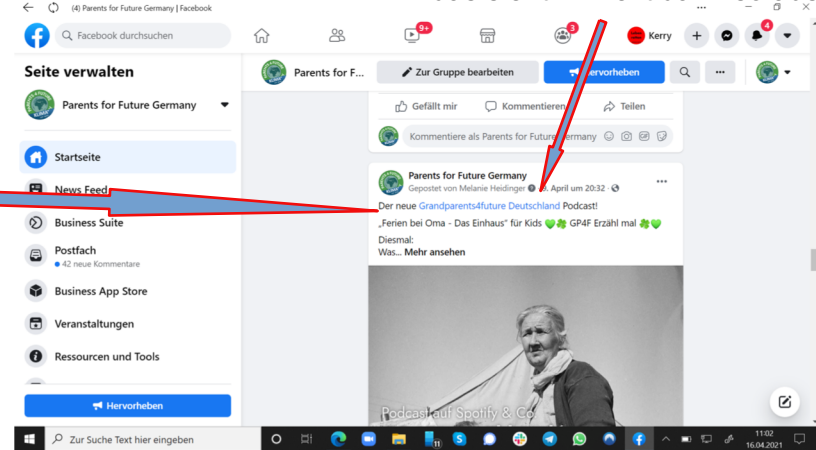 (4) Parents for Future Germany | Facebook
Facebook durchsuchen
9+
3
Kerry
4
Seite verwalten
Parents for F...
Zur Gruppe bearbeiten
Hervorheben
Parents for Future Germany
Gefällt mir
Kommentieren
Teilen
Kommentiere als Parents for Future Germany
Startseite
News Feed
Business Suite
Postfach
42 neue Kommentare
Business App Store
Veranstaltungen
Ressourcen und Tools
Hervorheben
Parents for Future Germany
Gepostet von Melanie Heidinger April um 20:32
Der neue Grandparents4future Deutschland Podcast!
„Ferien bei Oma - Das Einhaus" für Kids 💚🍀 GP4F Erzähl mal 🍀💚
Diesmal:
Was... Mehr ansehen
Podcast auf Spotify & Co
Zur Suche Text hier eingeben
11
11:02
16.04.2021